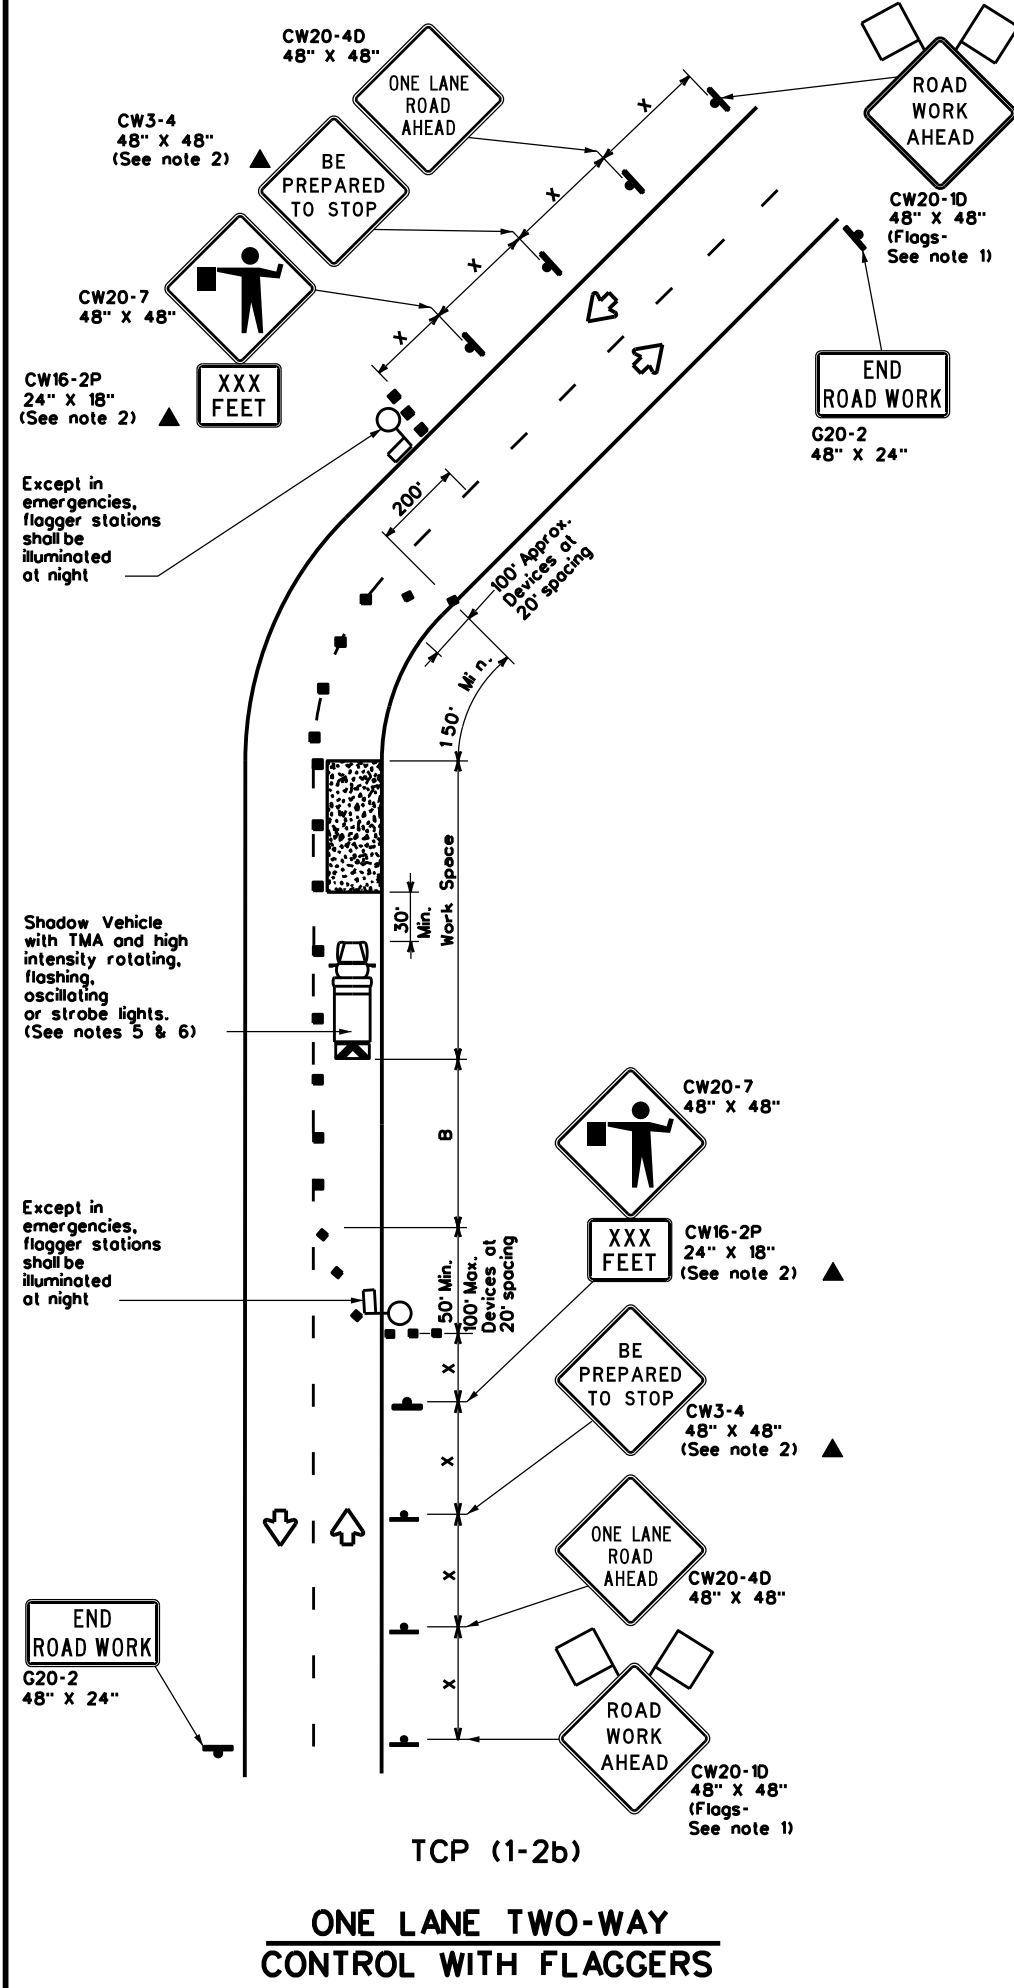 CW20-4D
48" X 48"
ONE LANE
ROAD
AHEAD
ROAD
WORK
AHEAD
CW20-1D
48" X 48"
(Flags-
See note 1)
CW3-4
48" X 48"
(See note 2)
BE
PREPARED
TO STOP
X
X
X
X
CW20-7
48" X 48"
CW16-2P
24" X 18"
(See note 2)
XXX
FEET
END
ROAD WORK
G20-2
48" X 24"
Except in
emergencies,
flagger stations
shall be
illuminated
at night
200'
100' Approx.
Devices at
20' spacing
150' Min.
Work Space
30'
Min.
Shadow Vehicle
with TMA and high
intensity rotating,
flashing,
oscillating
or strobe lights.
(See notes 5 & 6)
B
CW20-7
48" X 48"
XXX
FEET
CW16-2P
24" X 18"
(See note 2)
Except in
emergencies,
flagger stations
shall be
illuminated
at night
50' Min.
100' Max.
Devices at
20' spacing
X
X
X
X
BE
PREPARED
TO STOP
CW3-4
48" X 48"
(See note 2)
ONE LANE
ROAD
AHEAD
CW20-4D
48" X 48"
END
ROAD WORK
G20-2
48" X 24"
ROAD
WORK
AHEAD
CW20-1D
48" X 48"
(Flags-
See note 1)
TCP (1-2b)
ONE LANE TWO-WAY
CONTROL WITH FLAGGERS